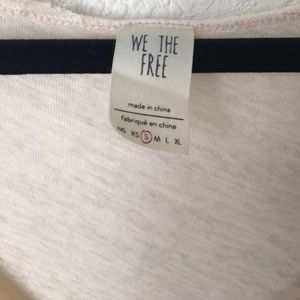 WE THE
FREE
made in china
fabriqué en chine
XXS XS S M L XL